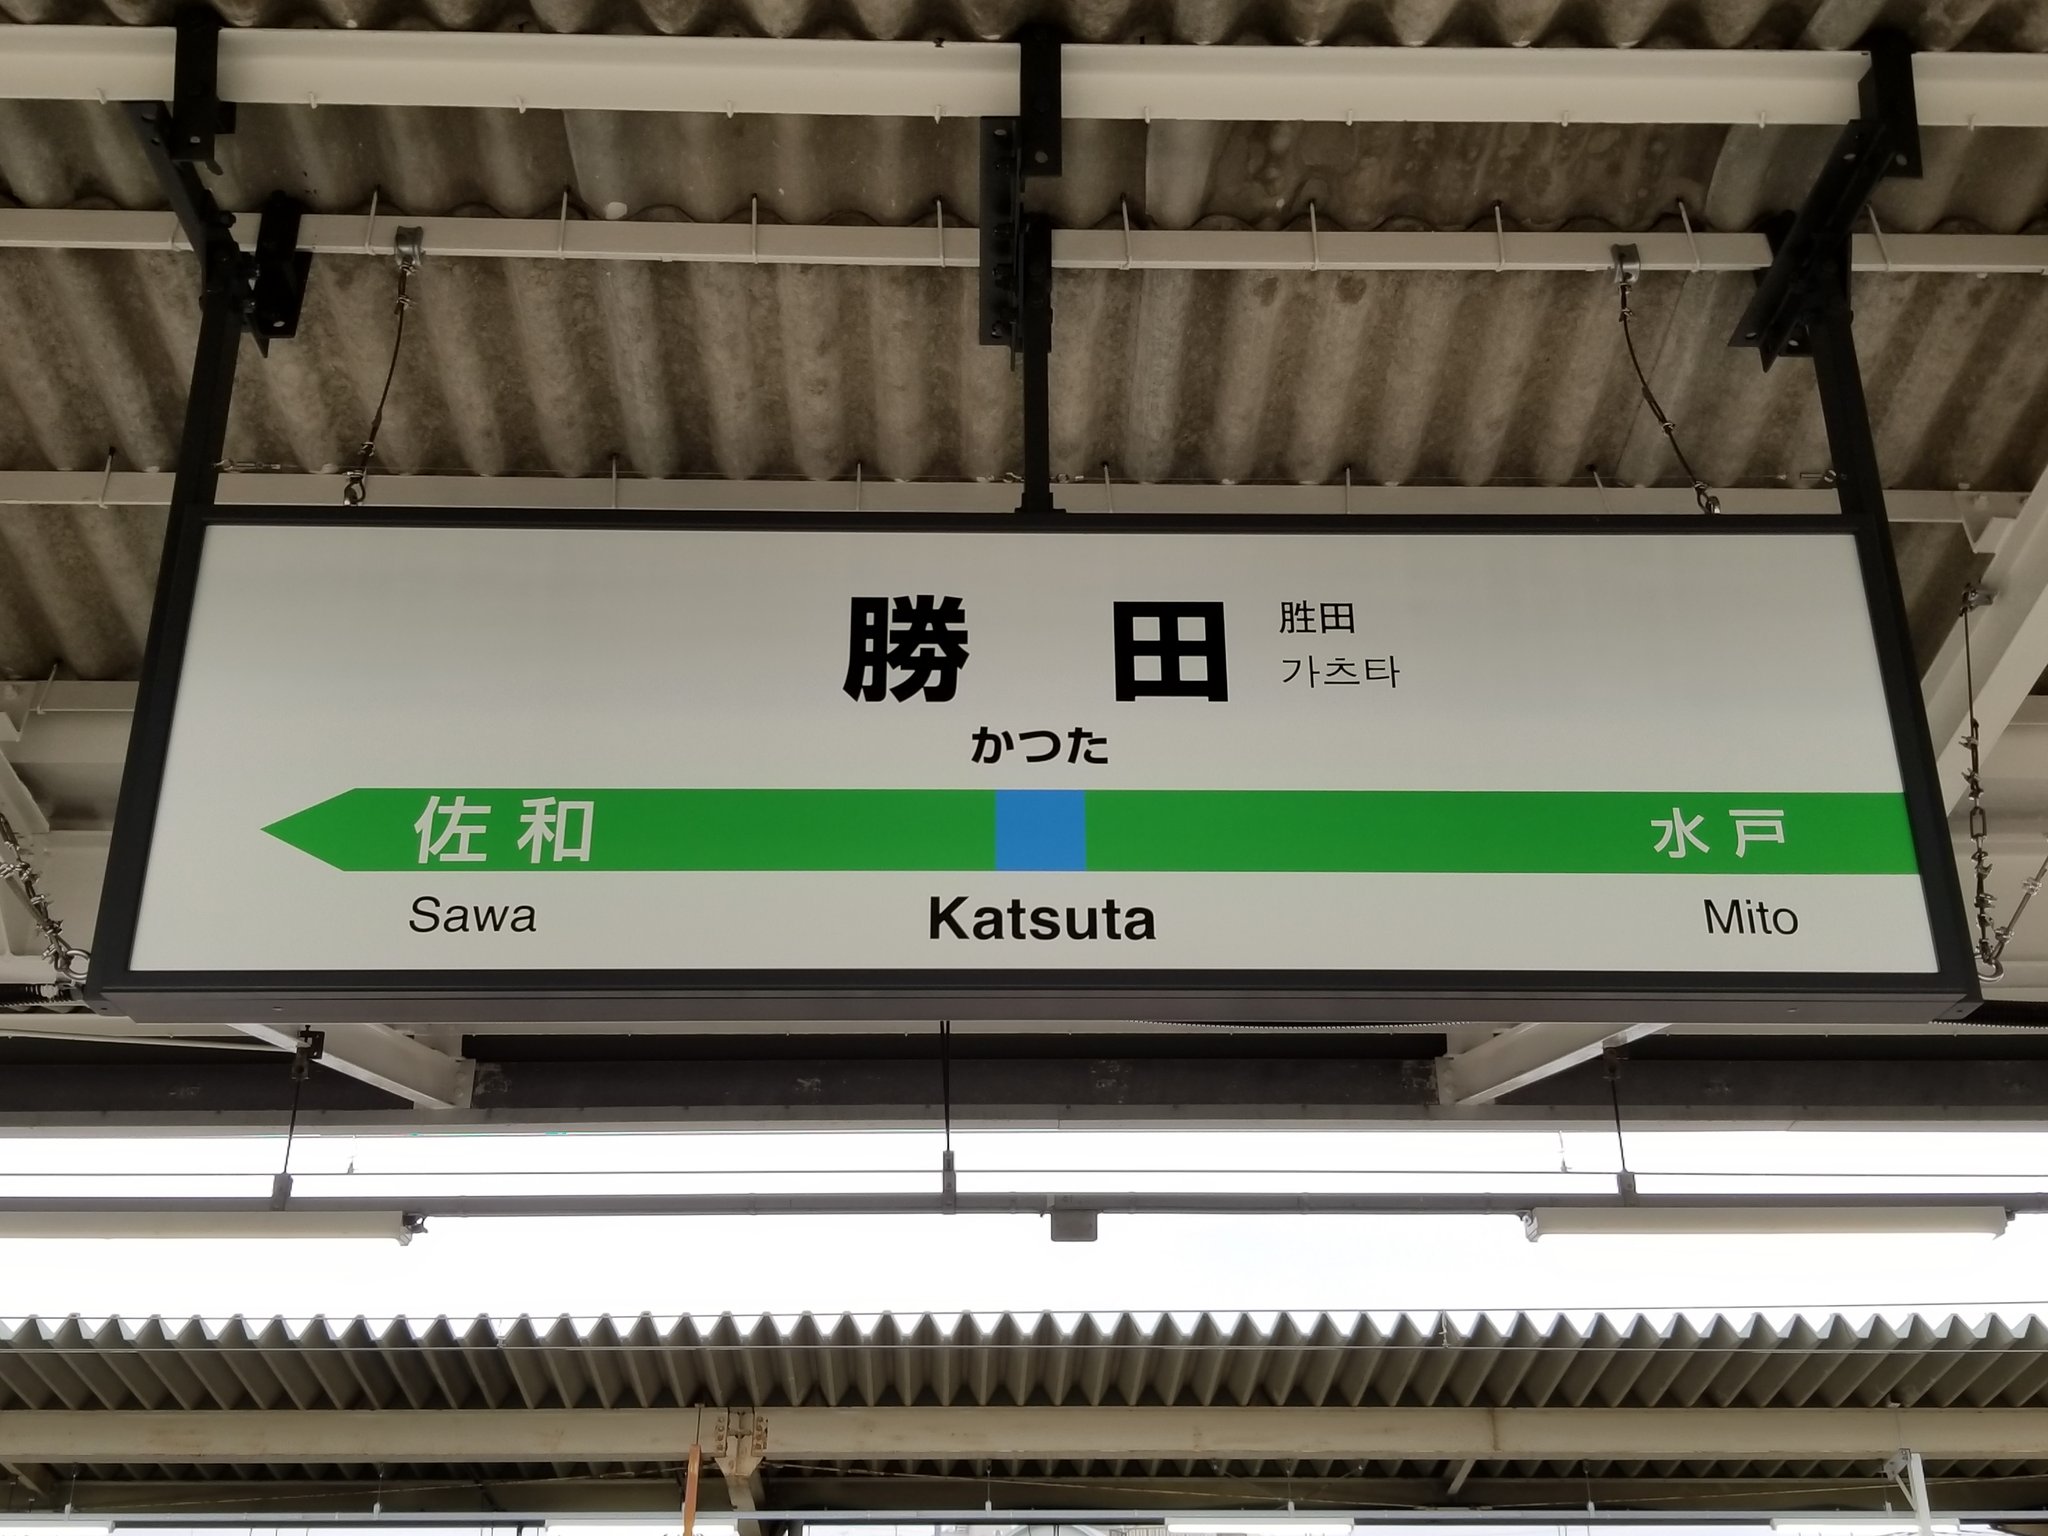 勝田
胜田
가츠타
かつた
佐和
水戸
Sawa
Katsuta
Mito